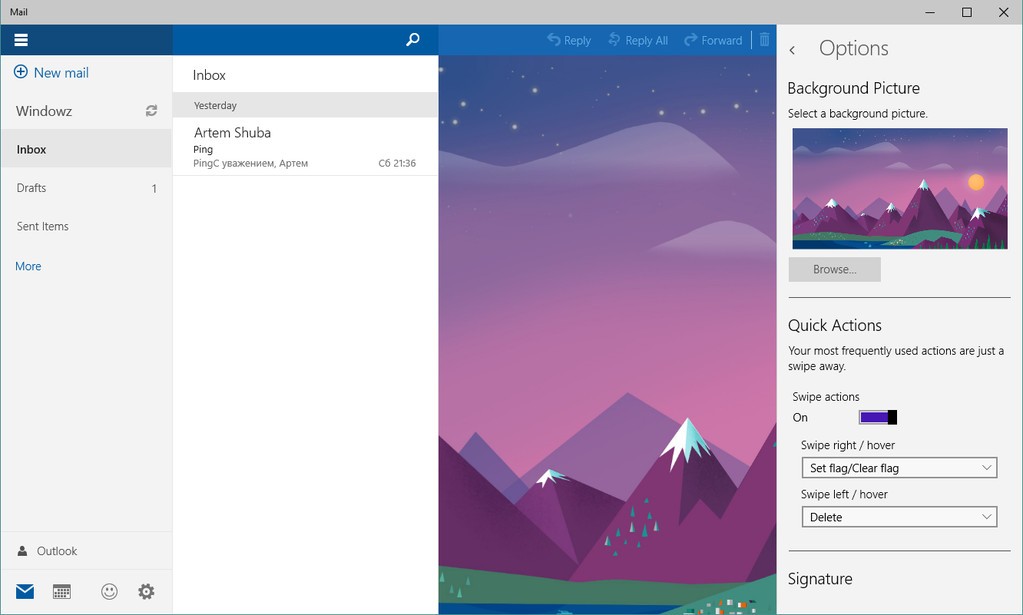 Mail
Reply
Reply All
Forward
New mail
Windowz
Inbox
Drafts 1
Sent Items
More
Outlook
Inbox
Yesterday
Artem Shuba
Ping
PingС уважением, Артем Сб 21:36
Options
Background Picture
Select a background picture.
Browse...
Quick Actions
Your most frequently used actions are just a
swipe away.
Swipe actions
On
Swipe right / hover
Set flag/Clear flag
Swipe left / hover
Delete
Signature